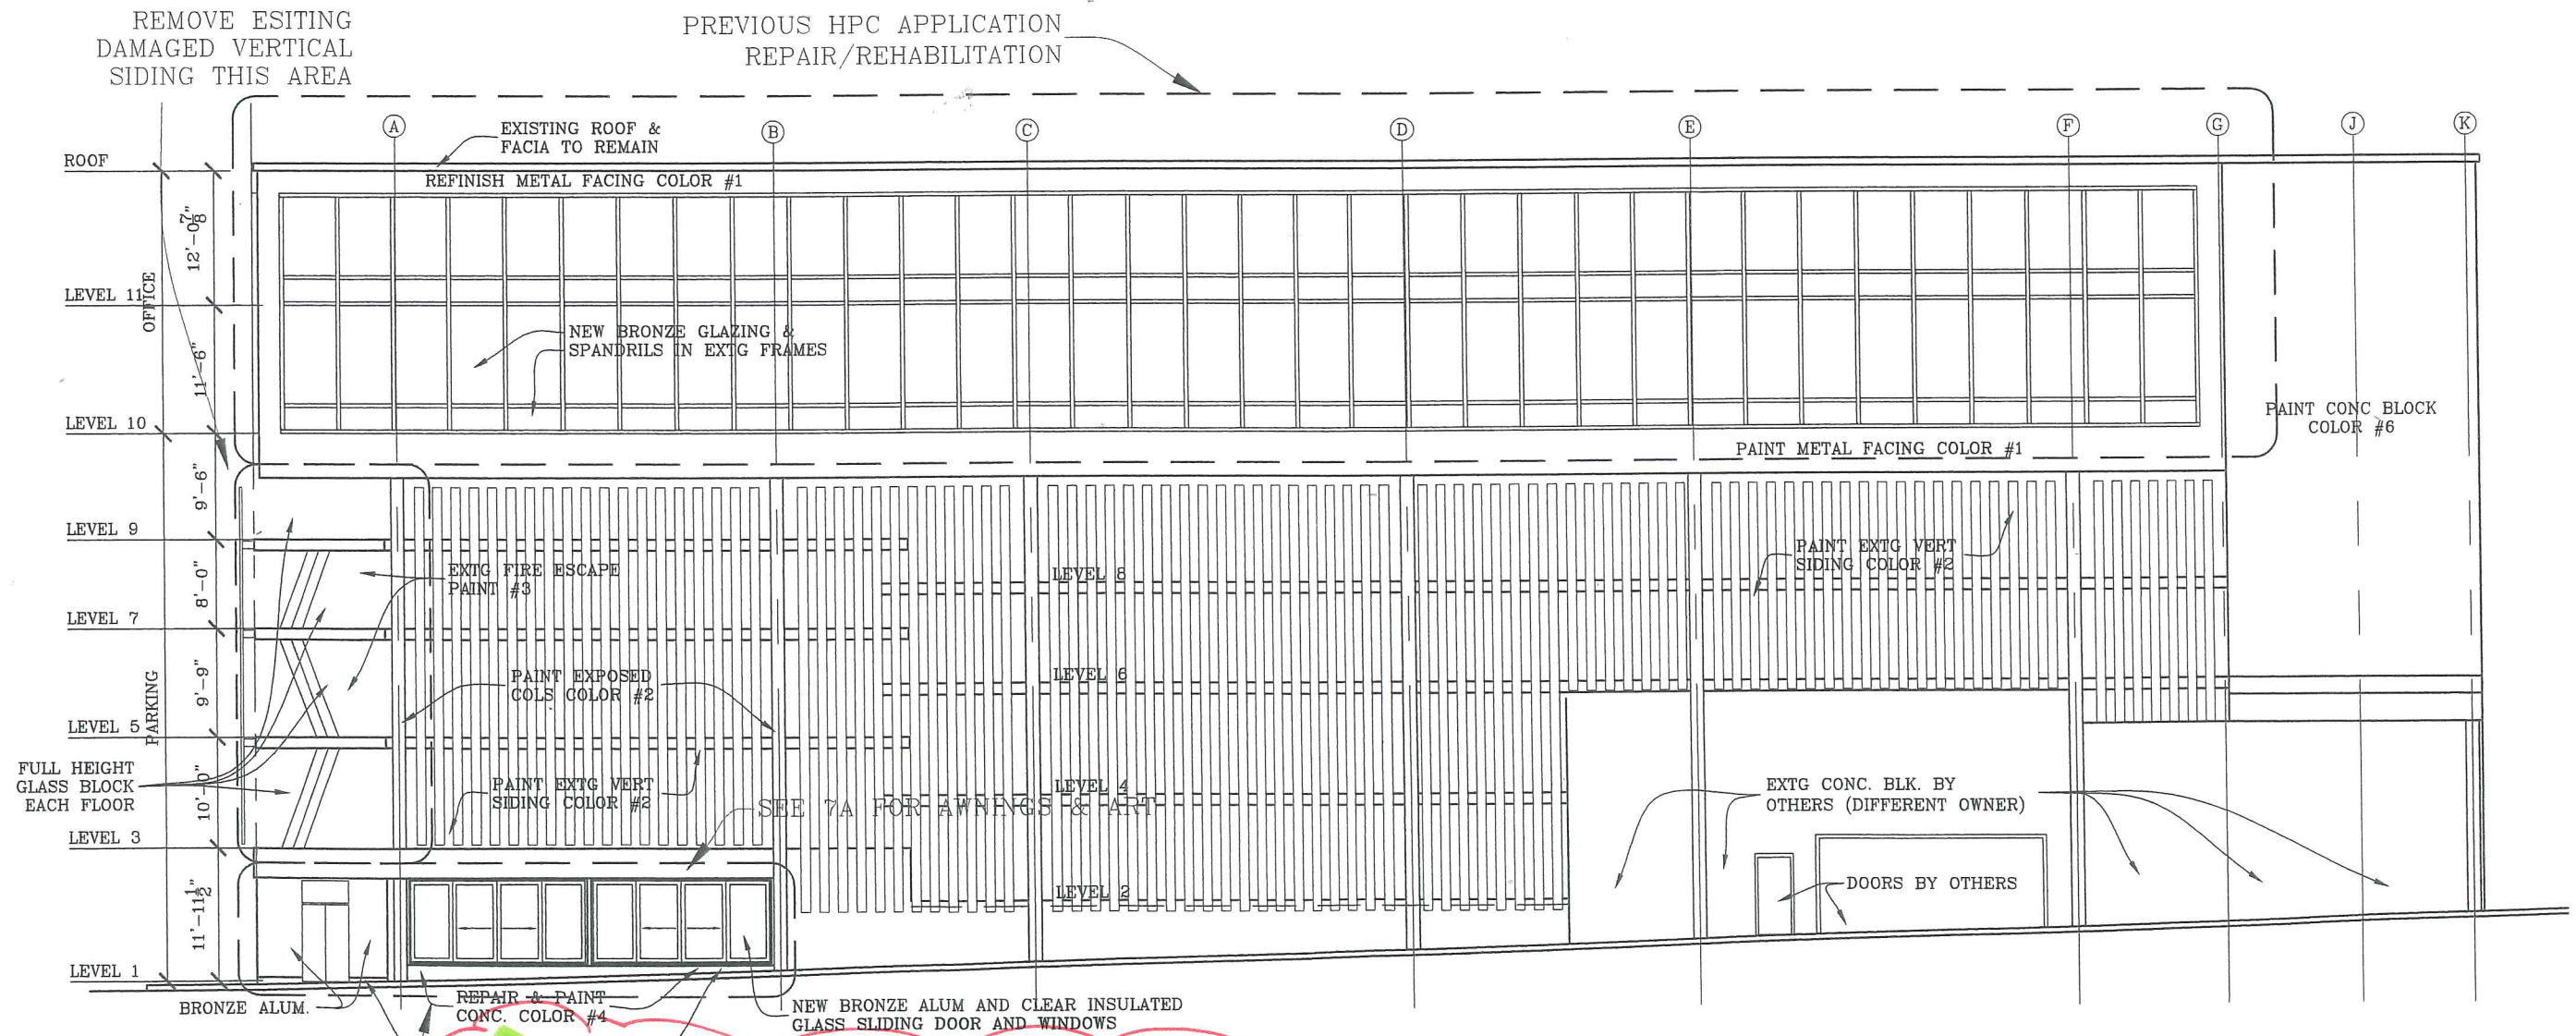 REMOVE ESITING
DAMAGED VERTICAL
SIDING THIS AREA
PREVIOUS HPC APPLICATION
REPAIR/REHABILITATION
A
B
C
D
E
F
G
J
K
EXISTING ROOF &
FACIA TO REMAIN
ROOF
REFINISH METAL FACING COLOR #1
12'-0 7/8"
OFFICE
LEVEL 11
NEW BRONZE GLAZING &
SPANDRILS IN EXTG FRAMES
11'-6"
LEVEL 10
PAINT CONC BLOCK
COLOR #6
PAINT METAL FACING COLOR #1
9'-6"
LEVEL 9
PAINT EXTG VERT
SIDING COLOR #2
EXTG FIRE ESCAPE
PAINT #3
LEVEL 8
8'-0"
LEVEL 7
PAINT EXPOSED
COLS COLOR #2
LEVEL 6
9'-9"
PARKING
LEVEL 5
FULL HEIGHT
GLASS BLOCK
EACH FLOOR
10'-0"
PAINT EXTG VERT
SIDING COLOR #2
LEVEL 4
SEE 7A FOR AWNINGS & ART
EXTG CONC. BLK. BY
OTHERS (DIFFERENT OWNER)
LEVEL 3
DOORS BY OTHERS
LEVEL 2
11'-11 1/2"
LEVEL 1
BRONZE ALUM.
REPAIR & PAINT
CONC. COLOR #4
NEW BRONZE ALUM AND CLEAR INSULATED
GLASS SLIDING DOOR AND WINDOWS